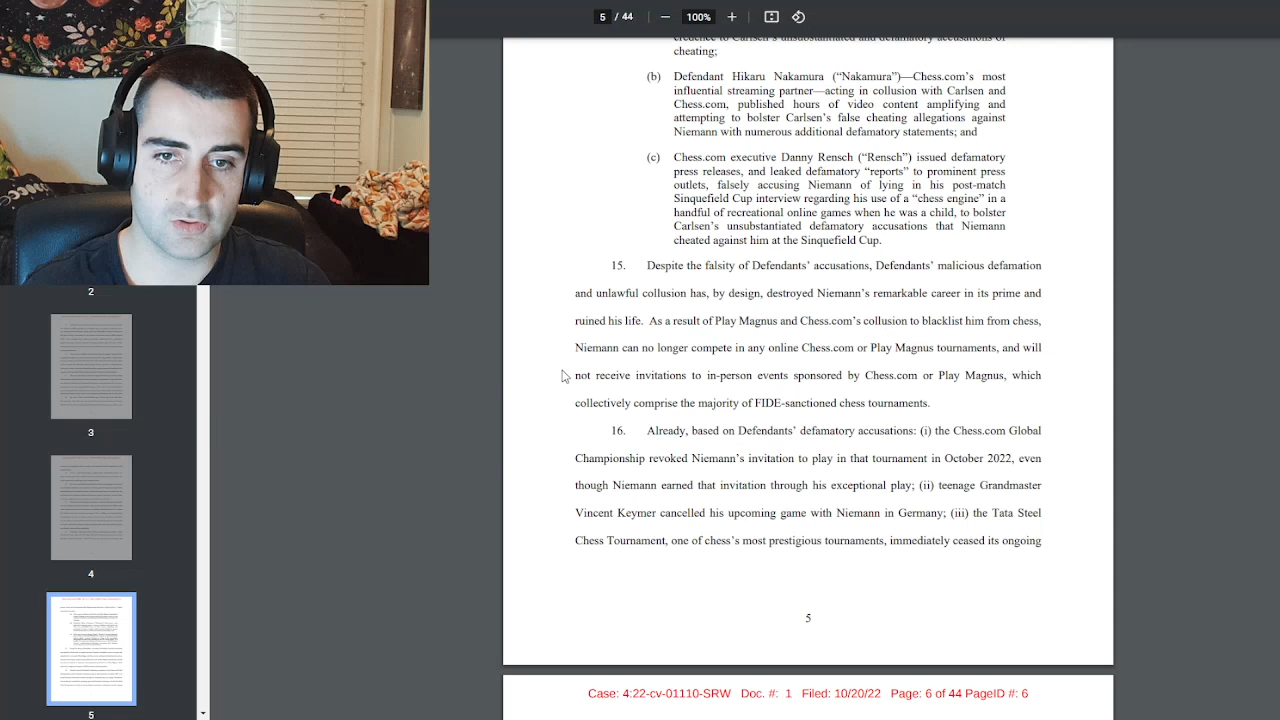 5 / 44
100%
credence to Carlsen's unsubstantiated and defamatory accusations of
cheating;
(b) Defendant Hikaru Nakamura (“Nakamura”)—Chess.com’s most
influential streaming partner—acting in collusion with Carlsen and
Chess.com, published hours of video content amplifying and
attempting to bolster Carlsen’s false cheating allegations against
Niemann with numerous additional defamatory statements; and
(c) Chess.com executive Danny Rensch (“Rensch”) issued defamatory
press releases, and leaked defamatory “reports” to prominent press
outlets, falsely accusing Niemann of lying in his post-match
Sinquefield Cup interview regarding his use of a “chess engine” in a
handful of recreational online games when he was a child, to bolster
Carlsen’s unsubstantiated defamatory accusations that Niemann
cheated against him at the Sinquefield Cup.
15. Despite the falsity of Defendants’ accusations, Defendants’ malicious defamation
and unlawful collusion has, by design, destroyed Niemann’s remarkable career in its prime and
ruined his life. As a result of Play Magnus and Chess.com’s collusion to blacklist him from chess,
Niemann can no longer compete in any online Chess.com or Play Magnus tournaments, and will
not receive invitations to in-person events sponsored by Chess.com or Play Magnus, which
collectively comprise the majority of FIDE-sanctioned chess tournaments.
16. Already, based on Defendants’ defamatory accusations: (i) the Chess.com Global
Championship revoked Niemann’s invitation to play in that tournament in October 2022, even
though Niemann earned that invitation through his exceptional play; (ii) teenage Grandmaster
Vincent Keymer cancelled his upcoming game with Niemann in Germany; (iii) the Tata Steel
Chess Tournament, one of chess’s most prestigious tournaments, immediately ceased its ongoing
5
Case: 4:22-cv-01110-SRW Doc. #: 1 Filed: 10/20/22 Page: 6 of 44 PageID #: 6
2
3
4
5